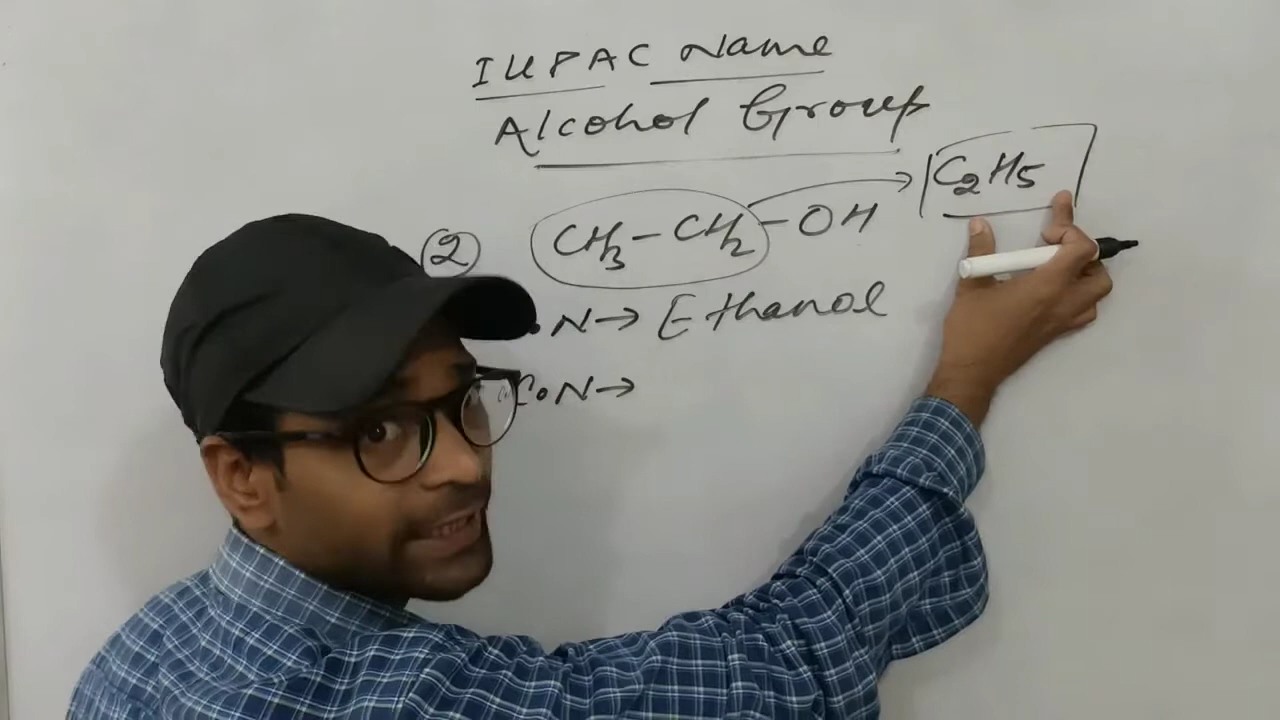 IUPAC Name
Alcohol Group
② CH3-CH2-OH → C2H5
N→ Ethanol
C.N→